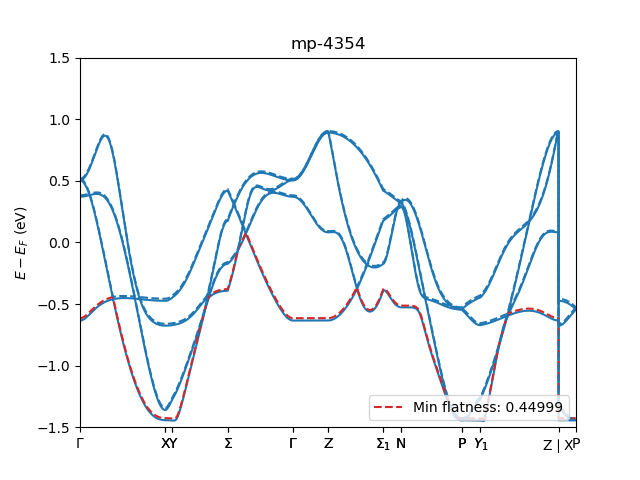 mp-4354
1.5
1.0
0.5
0.0
−0.5
−1.0
−1.5
E − E_F (eV)
Min flatness: 0.44999
Γ XY Σ Γ Z Σ₁ N P Y₁ Z | XP